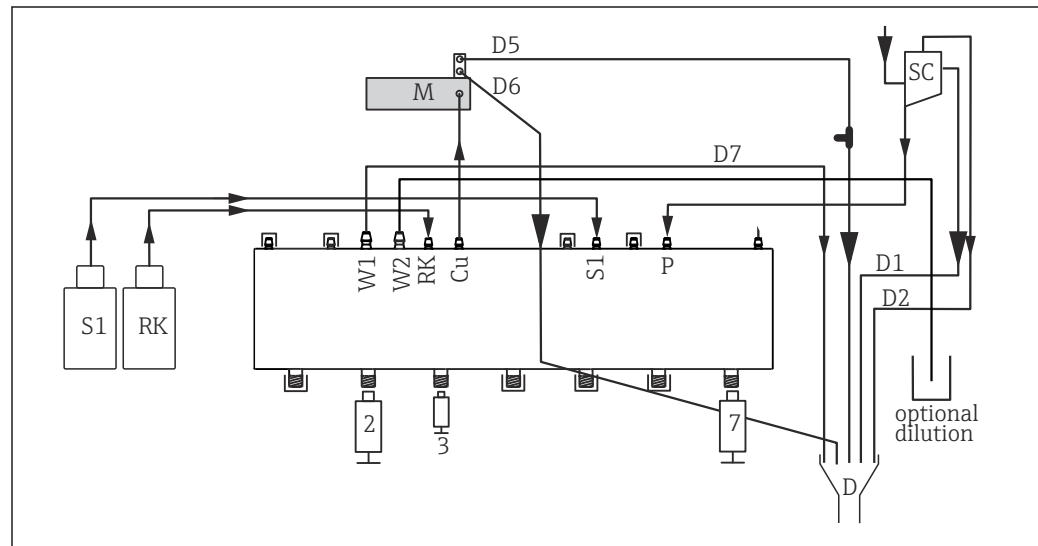 D5
SC
M
D6
D7
W1
W2
RK
Cu
S1
P
D1
D2
S1
RK
optional
dilution
2
3
7
D